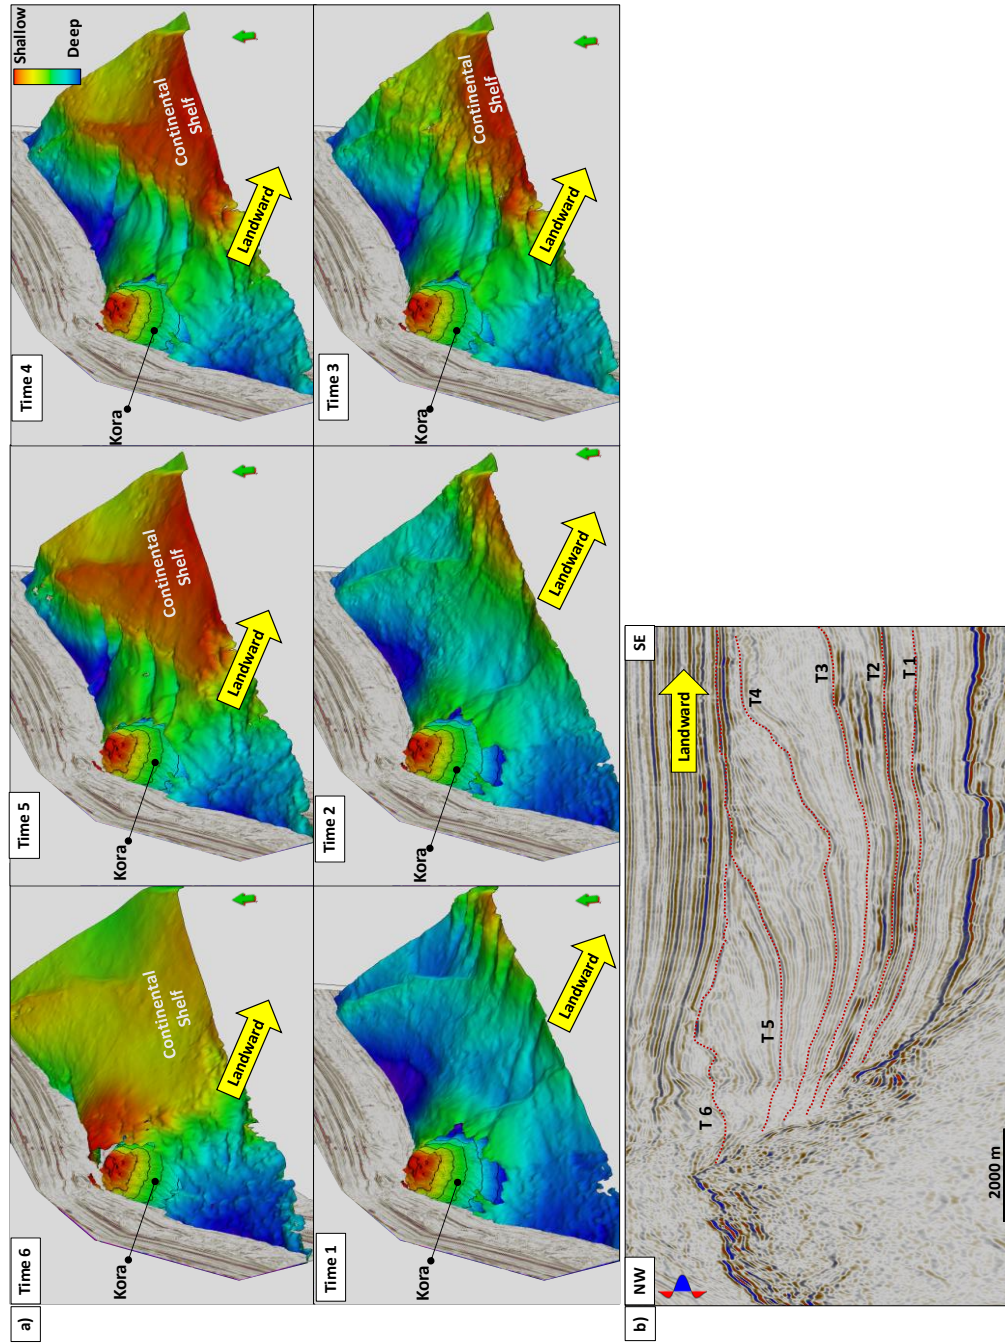 a)
Time 6
Kora
Continental
Shelf
Landward
Time 5
Kora
Continental
Shelf
Landward
Time 4
Shallow
Deep
Kora
Continental
Shelf
Landward
Time 1
Kora
Landward
Time 2
Kora
Landward
Time 3
Kora
Continental
Shelf
Landward
b)
NW
SE
Landward
T 6
T 5
T4
T3
T2
T 1
2000 m